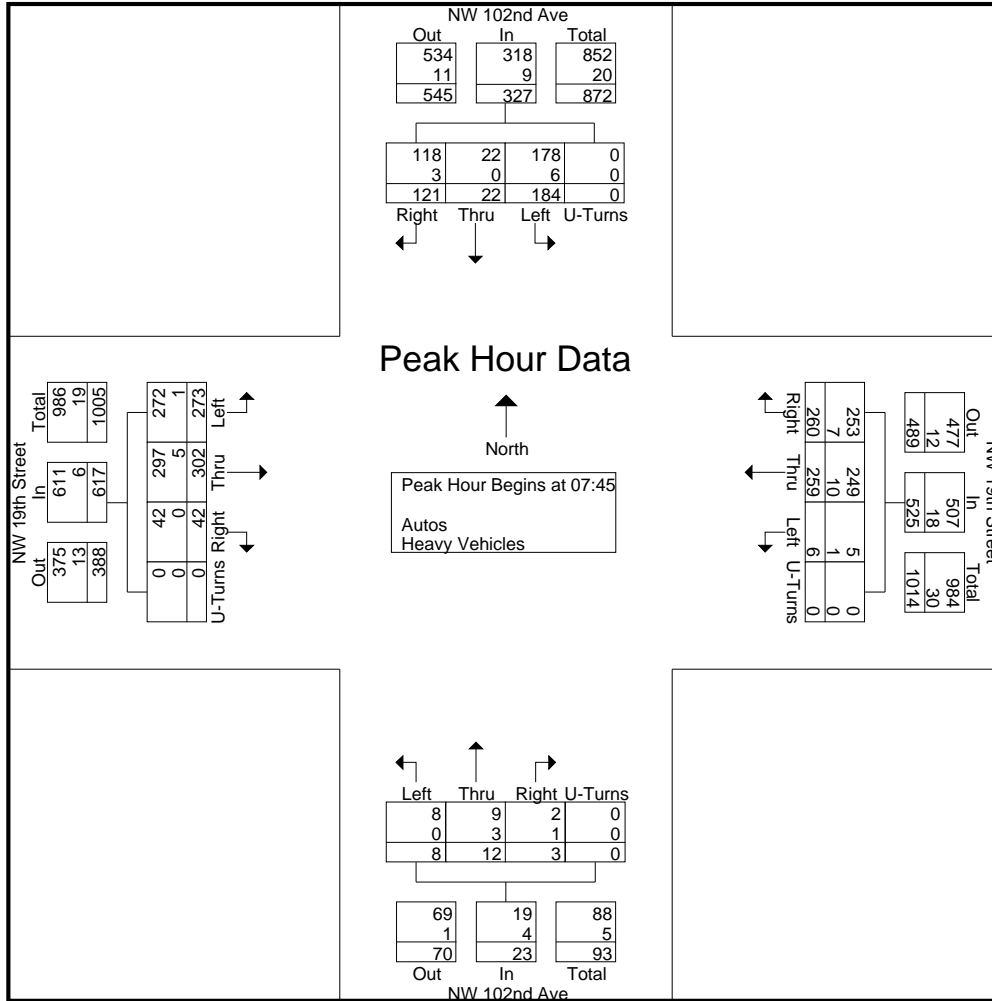 NW 102nd Ave
Out In Total
534 318 852
11 9 20
545 327 872
118 22 178 0
3 0 6 0
121 22 184 0
Right Thru Left U-Turns
Peak Hour Data
North
Peak Hour Begins at 07:45
Autos
Heavy Vehicles
NW 19th Street
Out In Total
375 611 986
13 6 19
388 617 1005
U-Turns Right Thru Left
0 42 297 272
0 0 5 1
0 42 302 273
NW 19th Street
Out In Total
477 507 984
12 18 30
489 525 1014
253 249 5 0
7 10 1 0
260 259 6 0
Right Thru Left U-Turns
Left Thru Right U-Turns
8 9 2 0
0 3 1 0
8 12 3 0
69 19 88
1 4 5
70 23 93
Out In Total
NW 102nd Ave